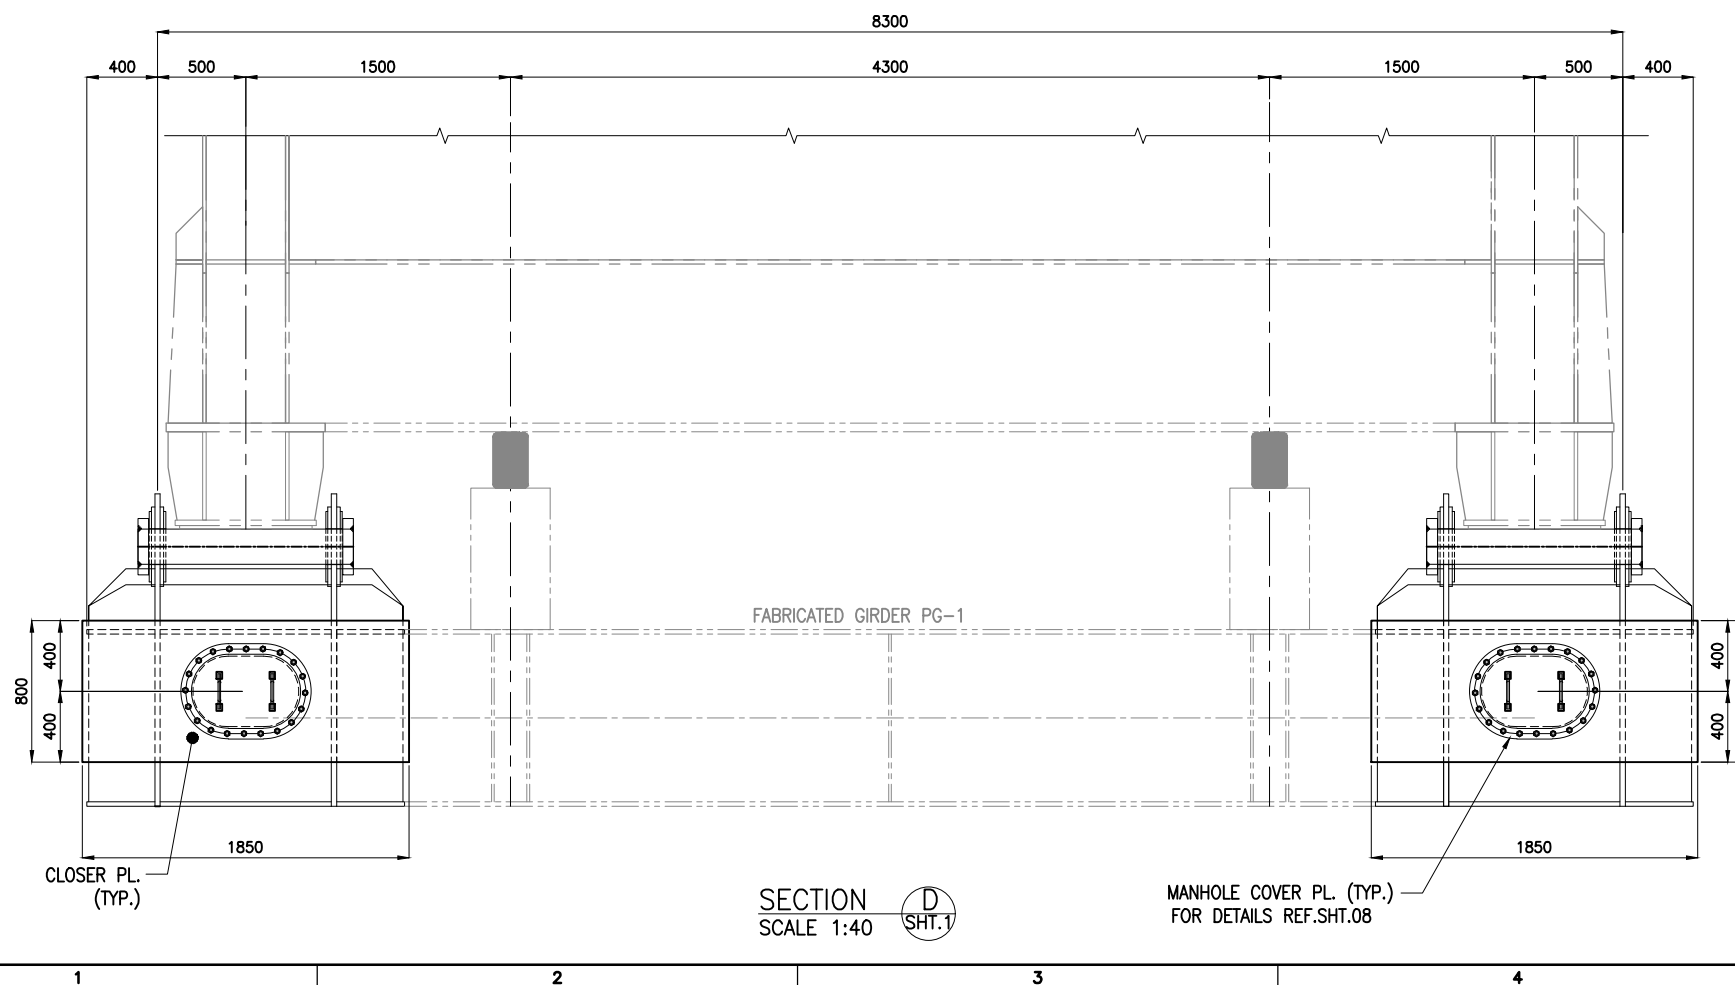 8300
400 500 1500 4300 1500 500 400
FABRICATED GIRDER PG-1
800
400
400
400
400
1850
1850
CLOSER PL.
(TYP.)
SECTION D
SCALE 1:40 SHT.1
MANHOLE COVER PL. (TYP.)
FOR DETAILS REF.SHT.08
1 2 3 4